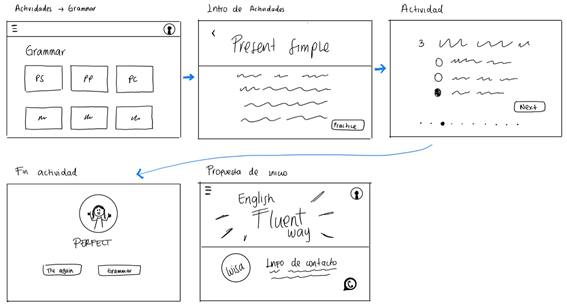 Actividades → Grammar
Grammar
PS
PP
PC
Intro de Actividades
Present Simple
Practice
Actividad
3
Next
Fin actividad
PERFECT
Try again
Grammar
Propuesta de inicio
English
Fluent
way
Wisa
Info de contacto